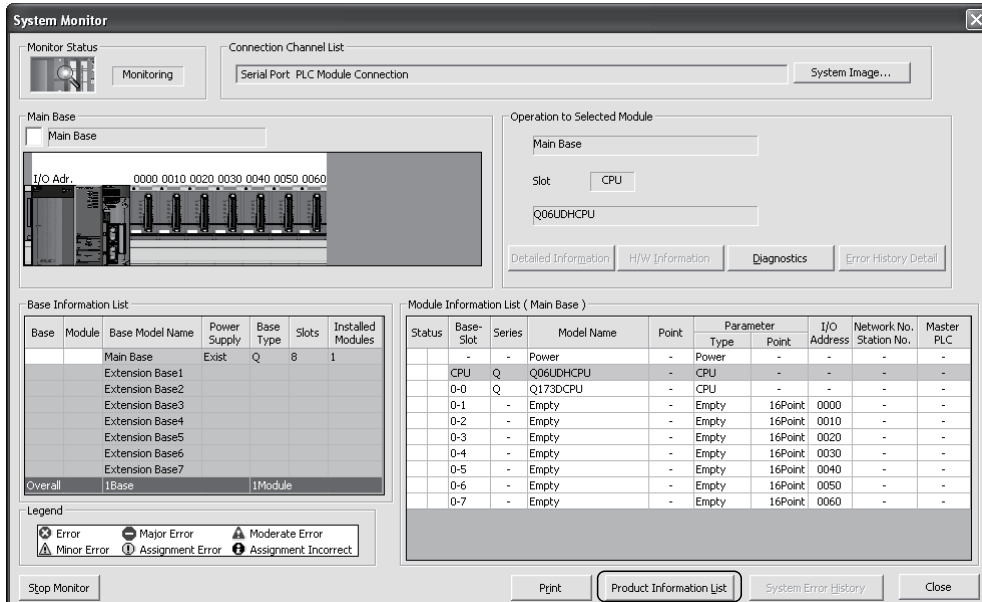 System Monitor
Monitor Status
Monitoring
Connection Channel List
Serial Port PLC Module Connection
System Image...
Main Base
Main Base
I/O Adr. 0000 0010 0020 0030 0040 0050 0060
Operation to Selected Module
Main Base
Slot CPU
Q06UDHCPU
Detailed Information H/W Information Diagnostics Error History Detail
Base Information List
Base Module Base Model Name Power Supply Base Type Slots Installed Modules
Main Base Exist Q 8 1
Extension Base1
Extension Base2
Extension Base3
Extension Base4
Extension Base5
Extension Base6
Extension Base7
Overall 1Base 1Module
Legend
Error Major Error Moderate Error
Minor Error Assignment Error Assignment Incorrect
Module Information List ( Main Base )
Status Base-Slot Series Model Name Point Parameter Type Point I/O Address Network No. Station No. Master PLC
- - Power - Power - - - -
CPU Q Q06UDHCPU - CPU - - - -
0-0 Q Q173DCPU - CPU - - - -
0-1 - Empty - Empty 16Point 0000 - -
0-2 - Empty - Empty 16Point 0010 - -
0-3 - Empty - Empty 16Point 0020 - -
0-4 - Empty - Empty 16Point 0030 - -
0-5 - Empty - Empty 16Point 0040 - -
0-6 - Empty - Empty 16Point 0050 - -
0-7 - Empty - Empty 16Point 0060 - -
Stop Monitor Print Product Information List System Error History Close